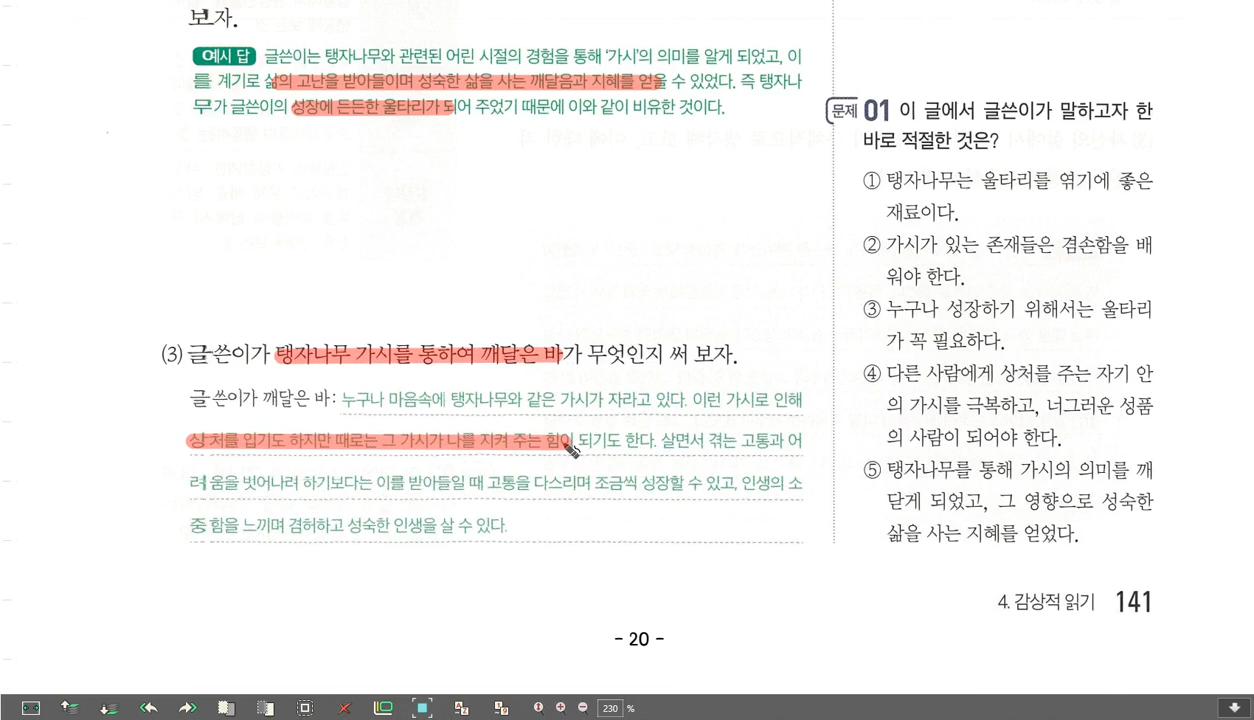 보자.
예시 답 글쓴이는 탱자나무와 관련된 어린 시절의 경험을 통해 '가시'의 의미를 알게 되었고, 이
를 계기로 삶의 고난을 받아들이며 성숙한 삶을 사는 깨달음과 지혜를 얻을 수 있었다. 즉 탱자나
무가 글쓴이의 성장에 든든한 울타리가 되어 주었기 때문에 이와 같이 비유한 것이다.
(3) 글쓴이가 탱자나무 가시를 통하여 깨달은 바가 무엇인지 써 보자.
글쓴이가 깨달은 바: 누구나 마음속에 탱자나무와 같은 가시가 자라고 있다. 이런 가시로 인해
상처를 입기도 하지만 때로는 그 가시가 나를 지켜 주는 힘이 되기도 한다. 살면서 겪는 고통과 어
려움을 벗어나려 하기보다는 이를 받아들일 때 고통을 다스리며 조금씩 성장할 수 있고, 인생의 소
중함을 느끼며 겸허하고 성숙한 인생을 살 수 있다.
문제 01 이 글에서 글쓴이가 말하고자 한
바로 적절한 것은?
① 탱자나무는 울타리를 엮기에 좋은
재료이다.
② 가시가 있는 존재들은 겸손함을 배
워야 한다.
③ 누구나 성장하기 위해서는 울타리
가 꼭 필요하다.
④ 다른 사람에게 상처를 주는 자기 안
의 가시를 극복하고, 너그러운 성품
의 사람이 되어야 한다.
⑤ 탱자나무를 통해 가시의 의미를 깨
닫게 되었고, 그 영향으로 성숙한
삶을 사는 지혜를 얻었다.
4. 감상적 읽기 141
- 20 -
230 %